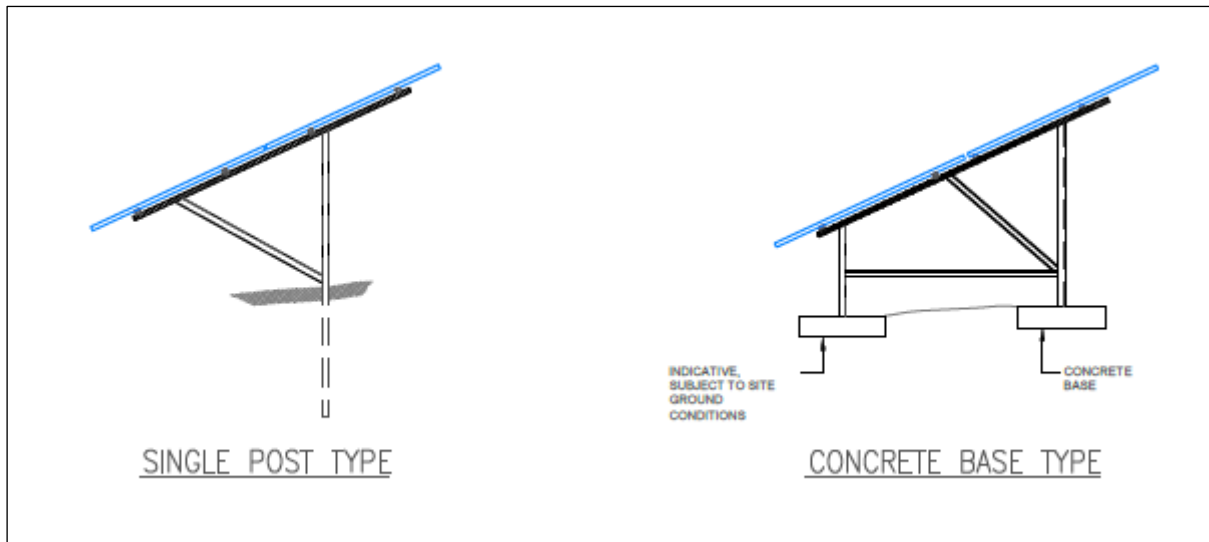 INDICATIVE,
SUBJECT TO SITE
GROUND
CONDITIONS
CONCRETE
BASE
SINGLE POST TYPE
CONCRETE BASE TYPE